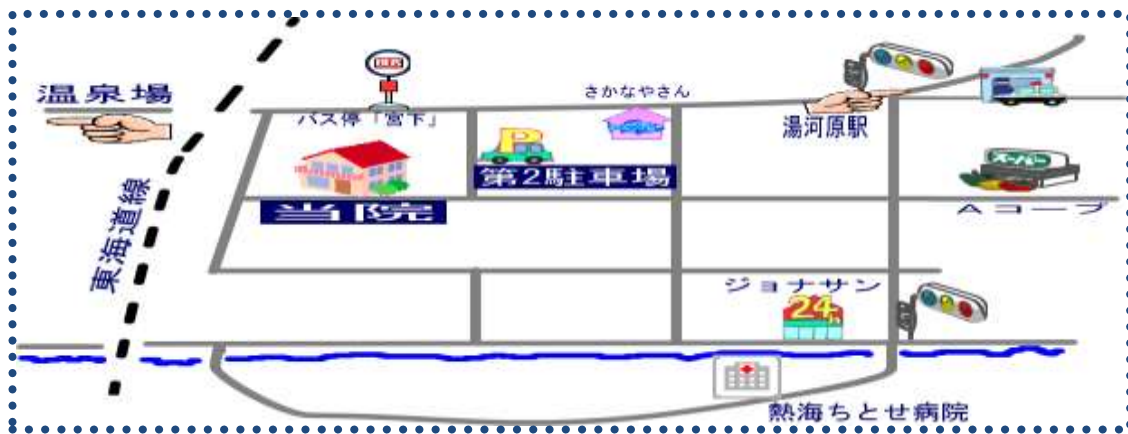 BUS
温泉場
バス停「宮下」
さかなやさん
湯河原駅
P
第2駐車場
スーパー
Aコープ
当院
東海道線
ジョナサン
24h
熱海ちとせ病院